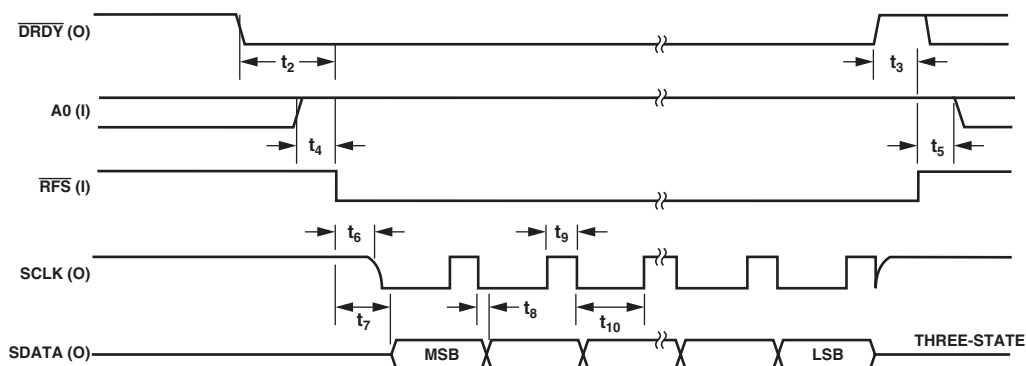 DRDY (O)
t2
t3
A0 (I)
t4
t5
RFS (I)
t6
t9
SCLK (O)
t7
t8
t10
SDATA (O)
MSB
LSB
THREE-STATE